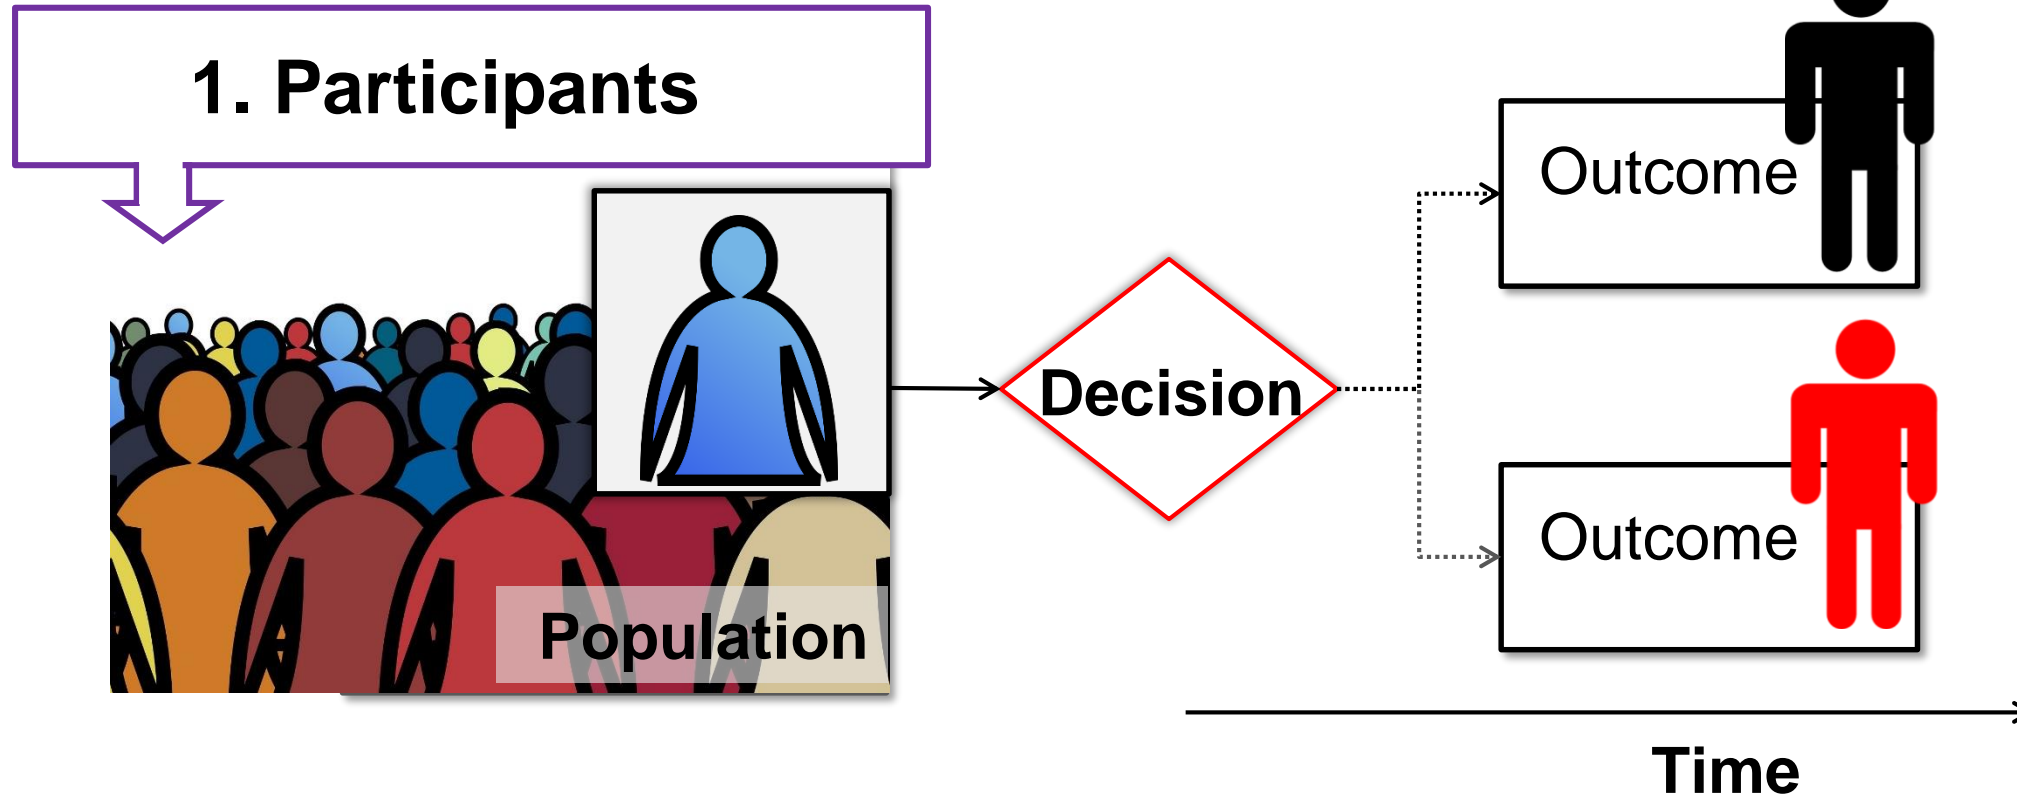 1. Participants
Outcome
Decision
Outcome
Population
Time